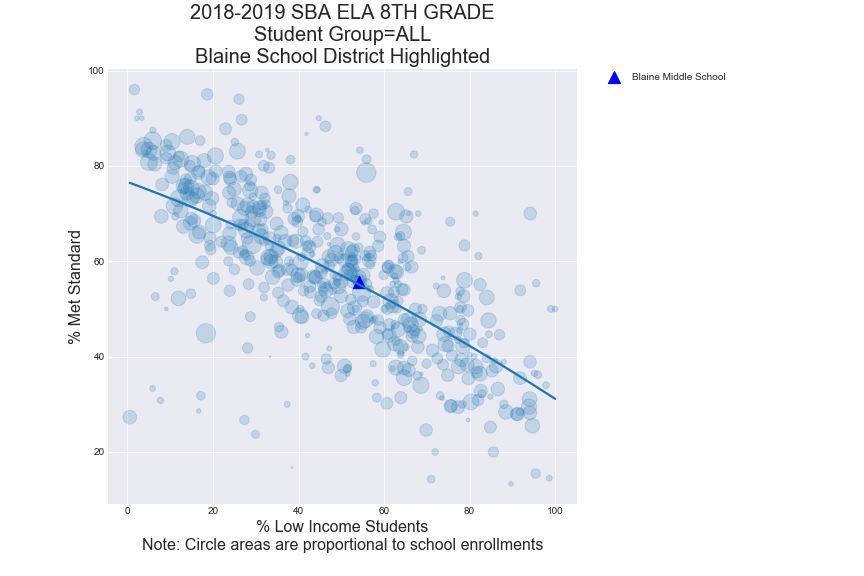 2018-2019 SBA ELA 8TH GRADE
Student Group=ALL
Blaine School District Highlighted
Blaine Middle School
% Met Standard
100
80
60
40
20
0
20
40
60
80
100
% Low Income Students
Note: Circle areas are proportional to school enrollments